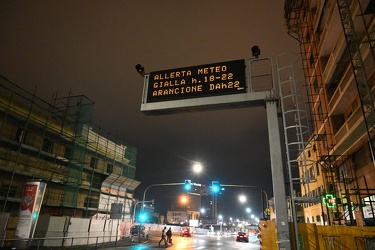 ALLERTA METEO
GIALLA h.18-22
ARANCIONE DAh22